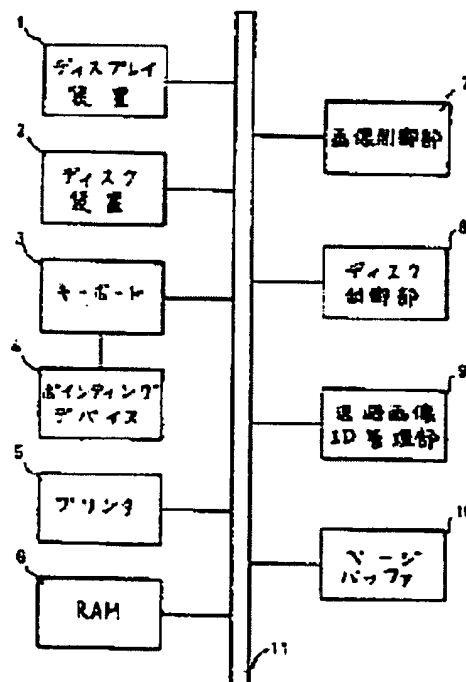 1
ディスプレイ
装置
2
ディスク
装置
3
キーボード
4
ポインディング
デバイス
5
プリンタ
6
RAM
7
画像制御部
8
ディスク
制御部
9
退避画像
ID管理部
10
ページ
バッファ
11